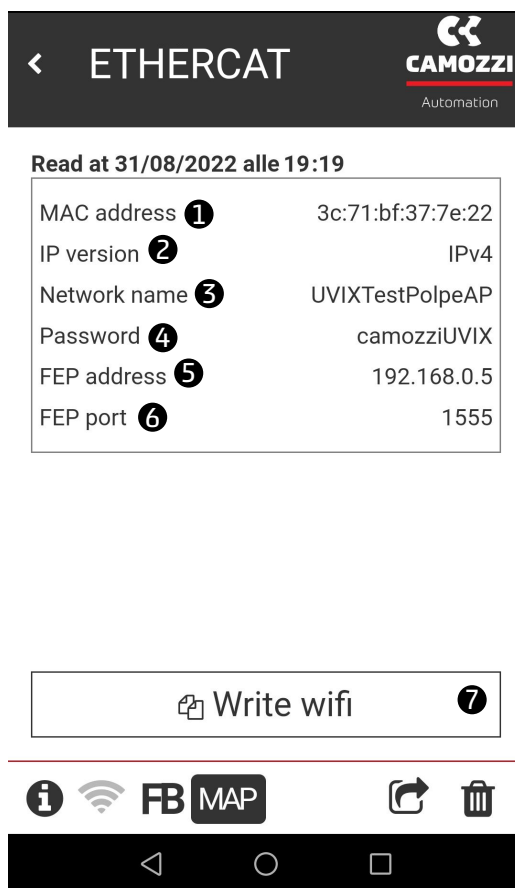 ETHERCAT
CAMOZZI
Automation
Read at 31/08/2022 alle 19:19
MAC address 1 3c:71:bf:37:7e:22
IP version 2 IPv4
Network name 3 UVIXTestPolpeAP
Password 4 camozziUVIX
FEP address 5 192.168.0.5
FEP port 6 1555
Write wifi 7
FB MAP